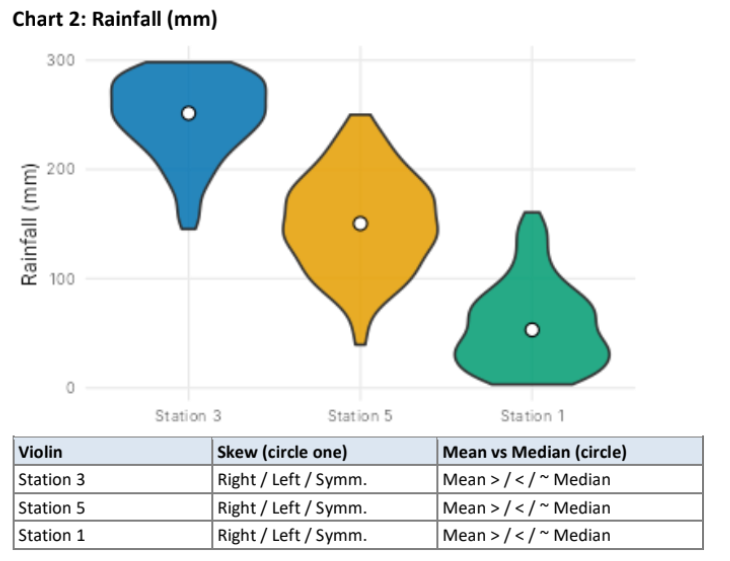 Chart 2: Rainfall (mm)
Rainfall (mm)
300
200
100
0
Station 3 Station 5 Station 1
Violin Skew (circle one) Mean vs Median (circle)
Station 3 Right / Left / Symm. Mean > / < / ~ Median
Station 5 Right / Left / Symm. Mean > / < / ~ Median
Station 1 Right / Left / Symm. Mean > / < / ~ Median